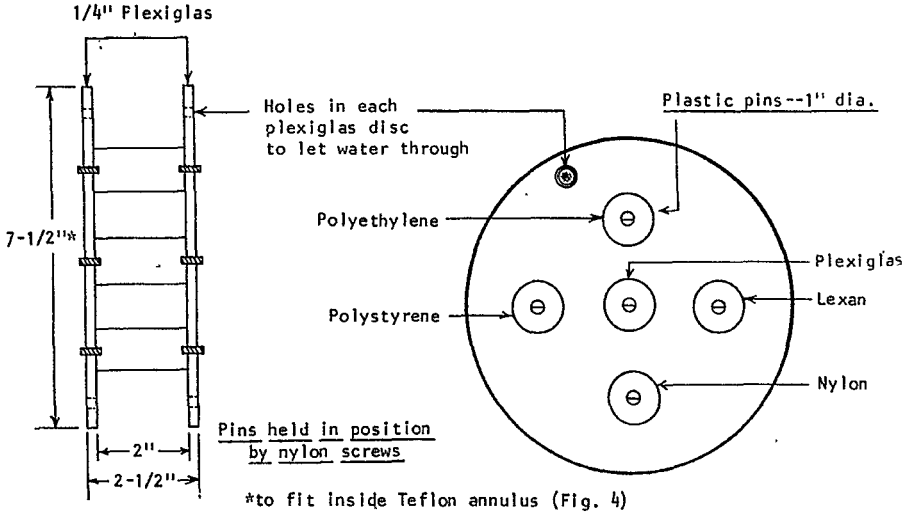 1/4" Plexiglas
Holes in each
plexiglas disc
to let water through
Plastic pins--1" dia.
Polyethylene
7-1/2"*
Plexiglas
Lexan
Polystyrene
Nylon
Pins held in position
by nylon screws
2"
2-1/2"
*to fit inside Teflon annulus (Fig. 4)